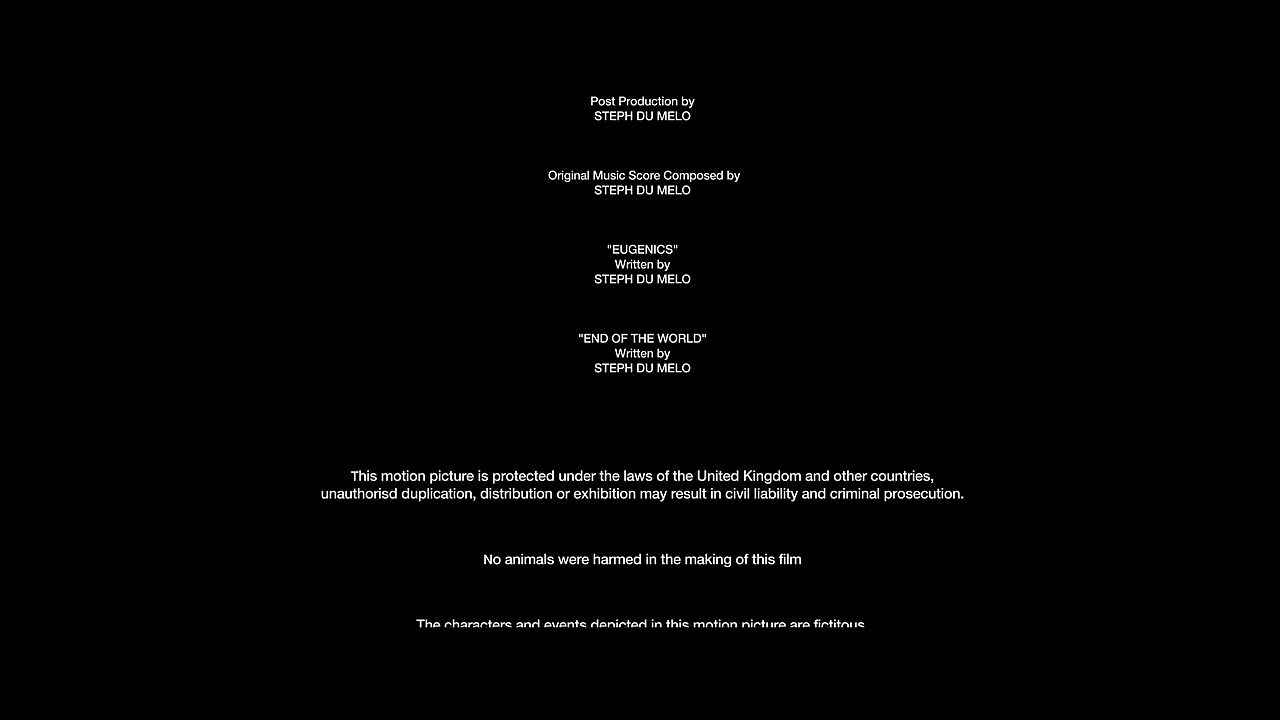 Post Production by
STEPH DU MELO
Original Music Score Composed by
STEPH DU MELO
"EUGENICS"
Written by
STEPH DU MELO
"END OF THE WORLD"
Written by
STEPH DU MELO
This motion picture is protected under the laws of the United Kingdom and other countries,
unauthorisd duplication, distribution or exhibition may result in civil liability and criminal prosecution.
No animals were harmed in the making of this film
The characters and events depicted in this motion picture are fictitous